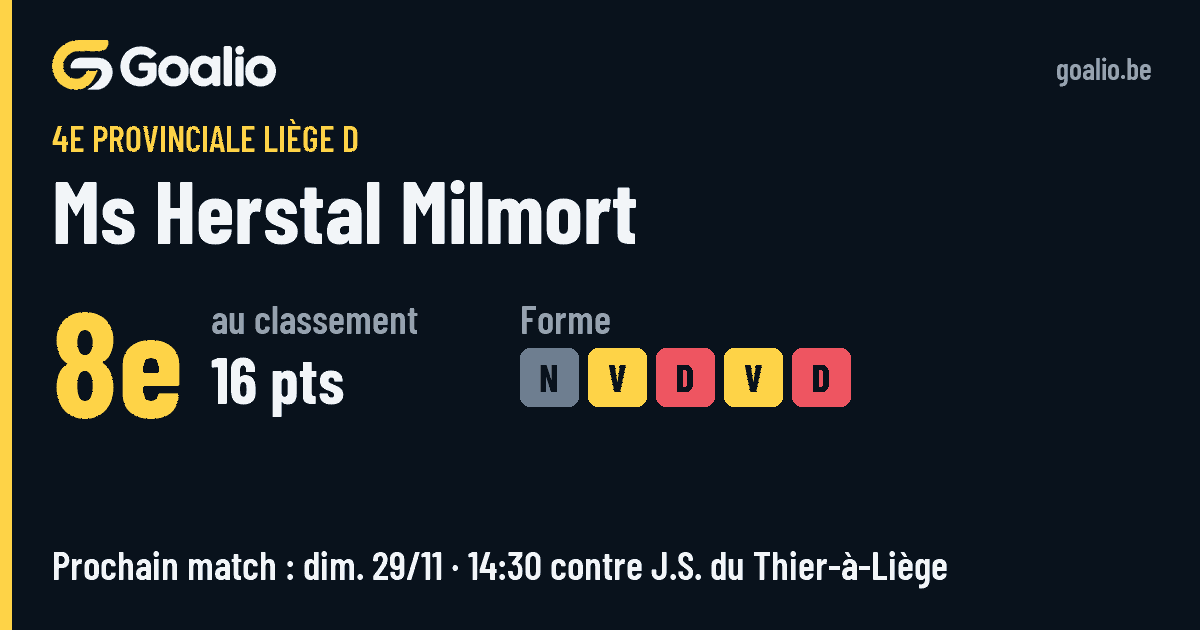 Goalio
goalio.be
4E PROVINCIALE LIÈGE D
Ms Herstal Milmort
8e
au classement
16 pts
Forme
N V D V D
Prochain match : dim. 29/11 · 14:30 contre J.S. du Thier-à-Liège